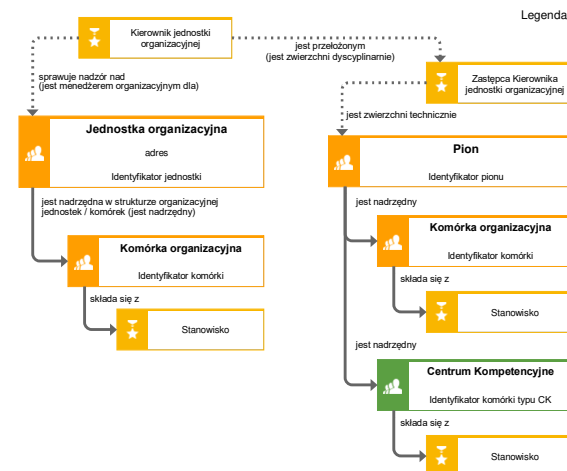 Legenda
Kierownik jednostki
organizacyjnej
jest przełożonym
(jest zwierzchni dyscyplinarnie)
sprawuje nadzór nad
(jest menedżerem organizacyjnym dla)
Zastępca Kierownika
jednostki organizacyjnej
jest zwierzchni technicznie
Jednostka organizacyjna
adres
Identyfikator jednostki
Pion
Identyfikator pionu
jest nadrzędna w strukturze organizacyjnej
jednostek / komórek (jest nadrzędny)
jest nadrzędny
Komórka organizacyjna
Identyfikator komórki
Komórka organizacyjna
Identyfikator komórki
składa się z
Stanowisko
składa się z
Stanowisko
jest nadrzędny
Centrum Kompetencyjne
Identyfikator komórki typu CK
składa się z
Stanowisko